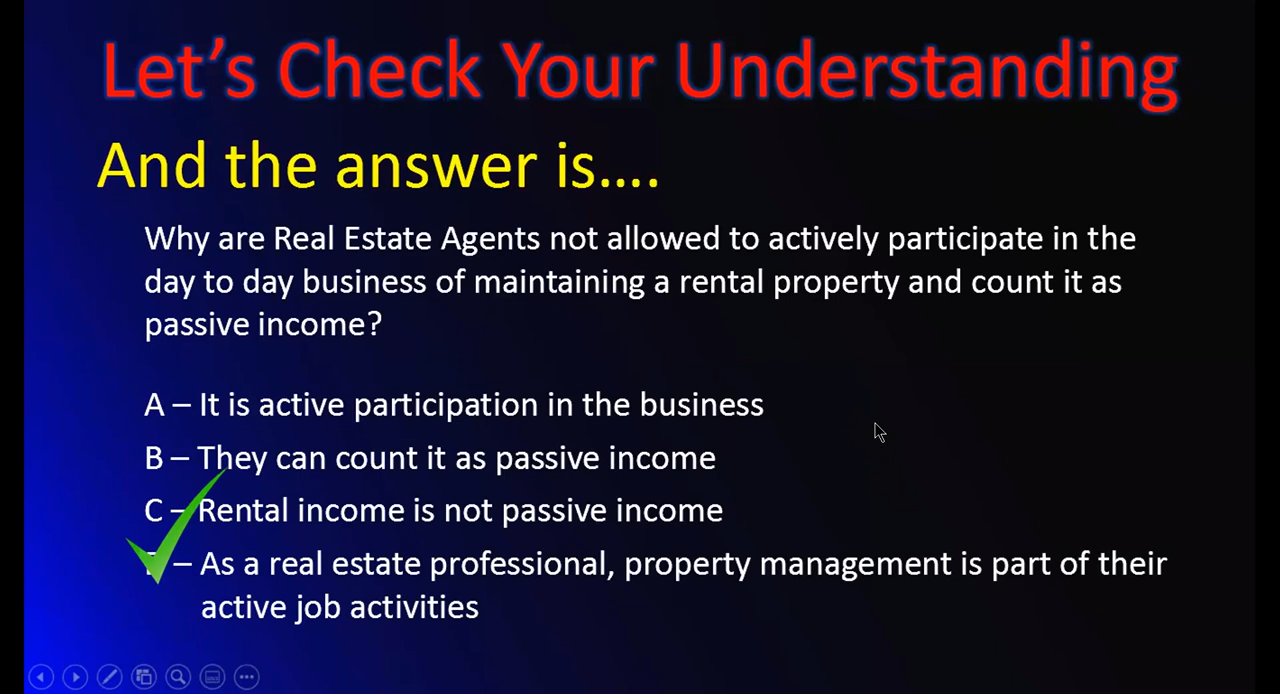 Let's Check Your Understanding
And the answer is....
Why are Real Estate Agents not allowed to actively participate in the
day to day business of maintaining a rental property and count it as
passive income?
A – It is active participation in the business
B – They can count it as passive income
C – Rental income is not passive income
– As a real estate professional, property management is part of their
active job activities